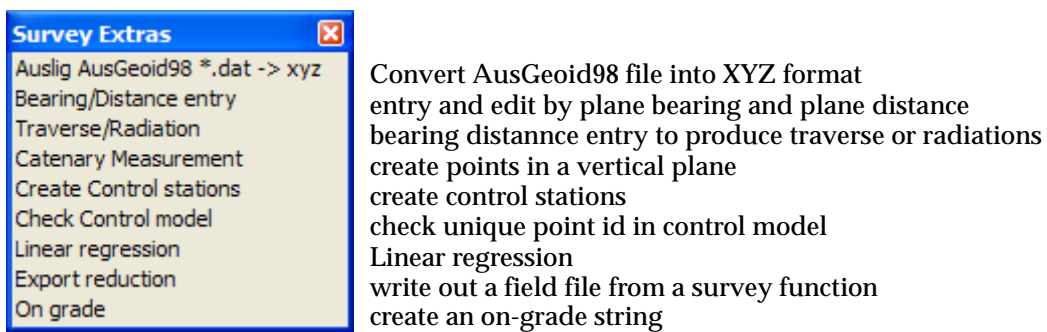 Survey Extras
Auslig AusGeoid98 *.dat -> xyz
Bearing/Distance entry
Traverse/Radiation
Catenary Measurement
Create Control stations
Check Control model
Linear regression
Export reduction
On grade
Convert AusGeoid98 file into XYZ format
entry and edit by plane bearing and plane distance
bearing distannce entry to produce traverse or radiations
create points in a vertical plane
create control stations
check unique point id in control model
Linear regression
write out a field file from a survey function
create an on-grade string